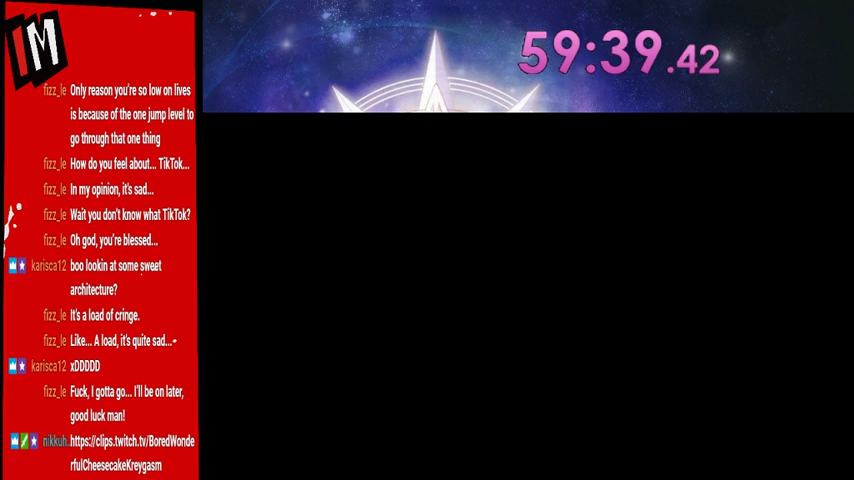 IM
59:39.42
fizz_le Only reason you're so low on lives
is because of the one jump level to
go through that one thing
fizz_le How do you feel about... TikTok...
fizz_le In my opinion, it's sad...
fizz_le Wait you don't know what TikTok?
fizz_le Oh god, you're blessed...
karisca12 boo lookin at some sweet
architecture?
fizz_le It's a load of cringe.
fizz_le Like... A load, it's quite sad...
karisca12 xDDDDD
fizz_le Fuck, I gotta go... I'll be on later,
good luck man!
nikkuh..https://clips.twitch.tv/BoredWonde
rfulCheesecakeKreygasm